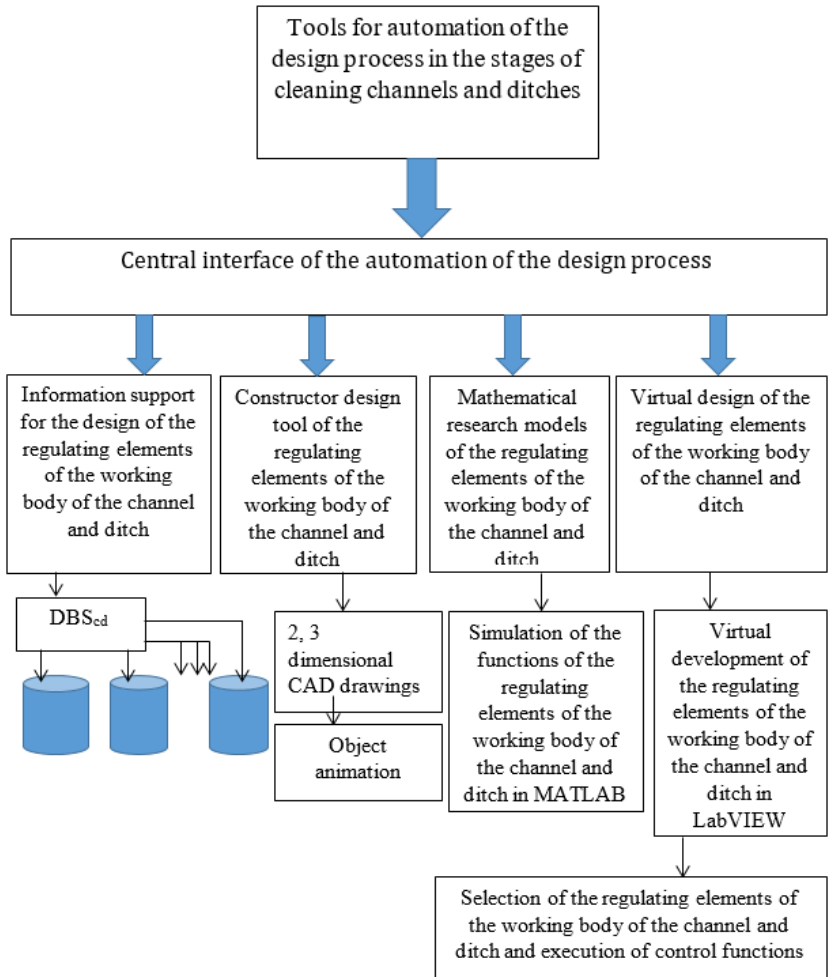 Tools for automation of the
design process in the stages of
cleaning channels and ditches
Central interface of the automation of the design process
Information support
for the design of the
regulating elements
of the working
body of the channel
and ditch
Constructor design
tool of the
regulating
elements of the
working body of
the channel and
ditch
Mathematical
research models
of the regulating
elements of the
working body of
the channel and
ditch
Virtual design of the
regulating elements
of the working body
of the channel and
ditch
DBScd
2, 3
dimensional
CAD drawings
Object
animation
Simulation of the
functions of the
regulating
elements of the
working body of
the channel and
ditch in MATLAB
Virtual
development of
the regulating
elements of the
working body of
the channel and
ditch in
LabVIEW
Selection of the regulating elements of
the working body of the channel and
ditch and execution of control functions